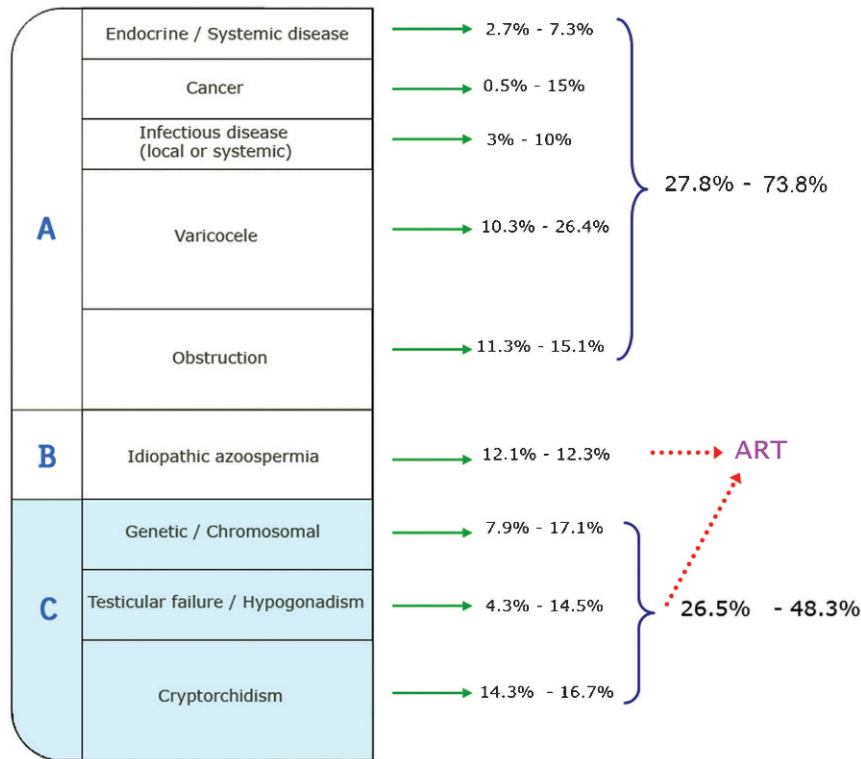 Endocrine / Systemic disease
2.7% - 7.3%
Cancer
0.5% - 15%
Infectious disease
(local or systemic)
3% - 10%
27.8% - 73.8%
A
Varicocele
10.3% - 26.4%
Obstruction
11.3% - 15.1%
B
Idiopathic azoospermia
12.1% - 12.3%
ART
Genetic / Chromosomal
7.9% - 17.1%
C
Testicular failure / Hypogonadism
4.3% - 14.5%
26.5% - 48.3%
Cryptorchidism
14.3% - 16.7%